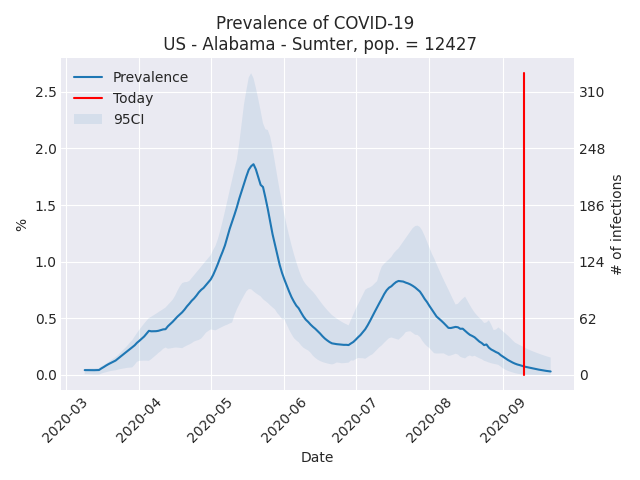 Prevalence of COVID-19
US - Alabama - Sumter, pop. = 12427
Prevalence
Today
95CI
2.5
2.0
1.5
1.0
0.5
0.0
%
310
248
186
124
62
0
# of infections
2020-03
2020-04
2020-05
2020-06
2020-07
2020-08
2020-09
Date